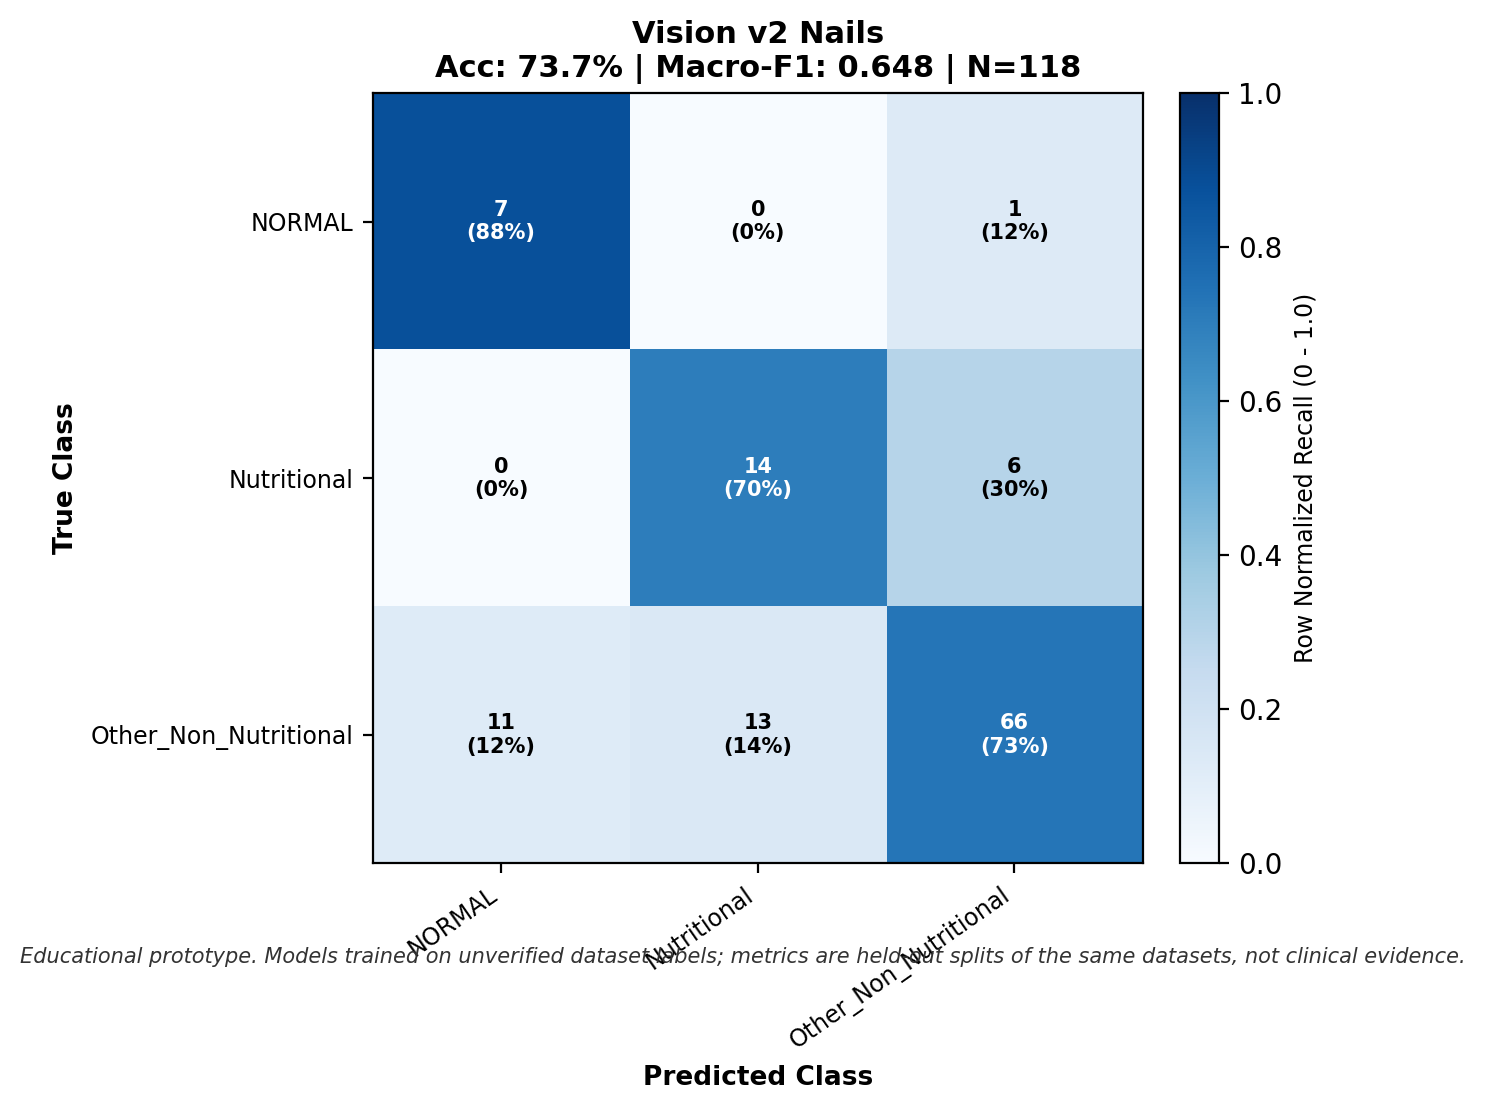 Vision v2 Nails
Acc: 73.7% | Macro-F1: 0.648 | N=118
True Class
NORMAL
7
(88%)
0
(0%)
1
(12%)
Nutritional
0
(0%)
14
(70%)
6
(30%)
Other_Non_Nutritional
11
(12%)
13
(14%)
66
(73%)
1.0
0.8
0.6
0.4
0.2
0.0
Row Normalized Recall (0 - 1.0)
NORMAL
Nutritional
Other_Non_Nutritional
Educational prototype. Models trained on unverified dataset labels; metrics are held-out splits of the same datasets, not clinical evidence.
Predicted Class